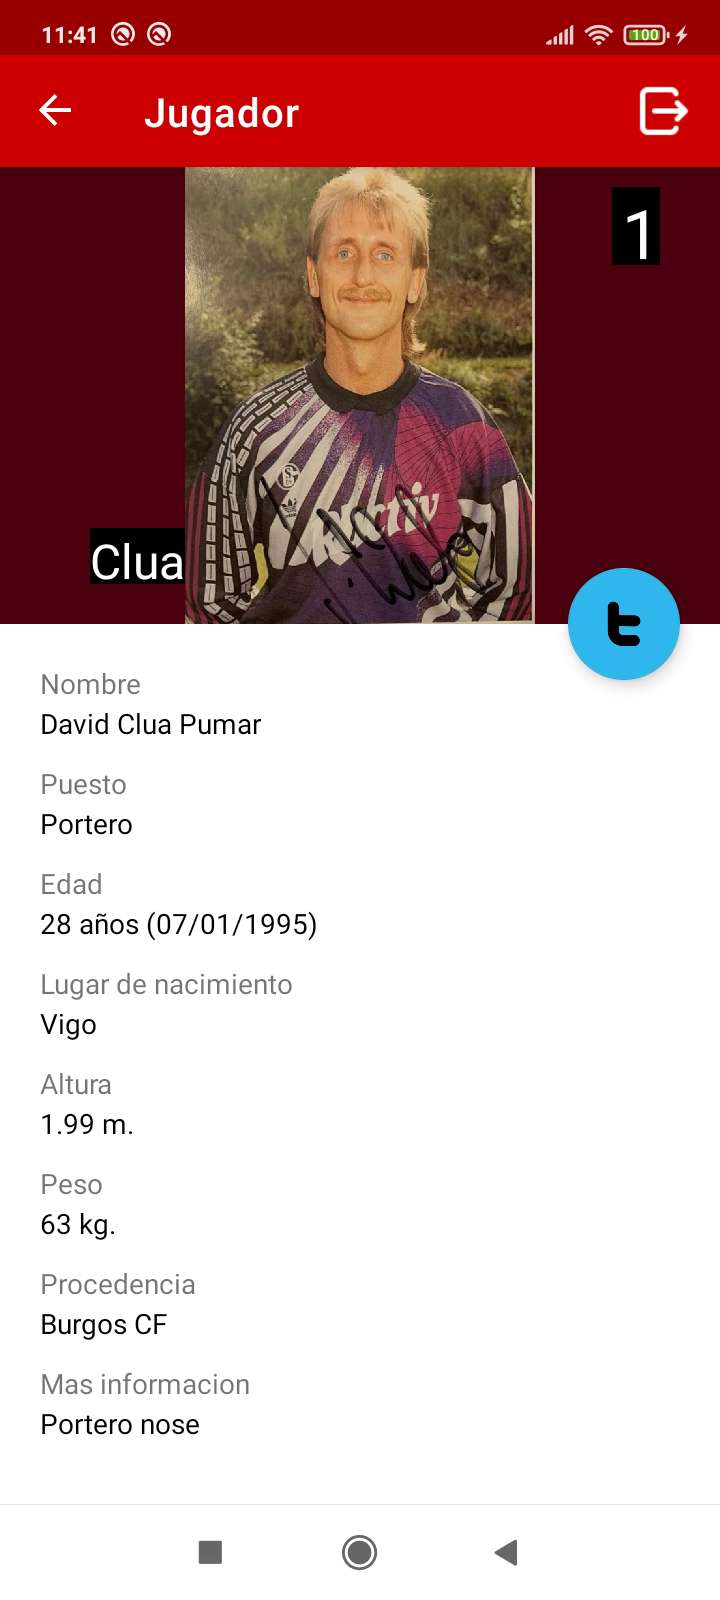 11:41
100
Jugador
1
Clua
Nombre
David Clua Pumar
Puesto
Portero
Edad
28 años (07/01/1995)
Lugar de nacimiento
Vigo
Altura
1.99 m.
Peso
63 kg.
Procedencia
Burgos CF
Mas informacion
Portero nose